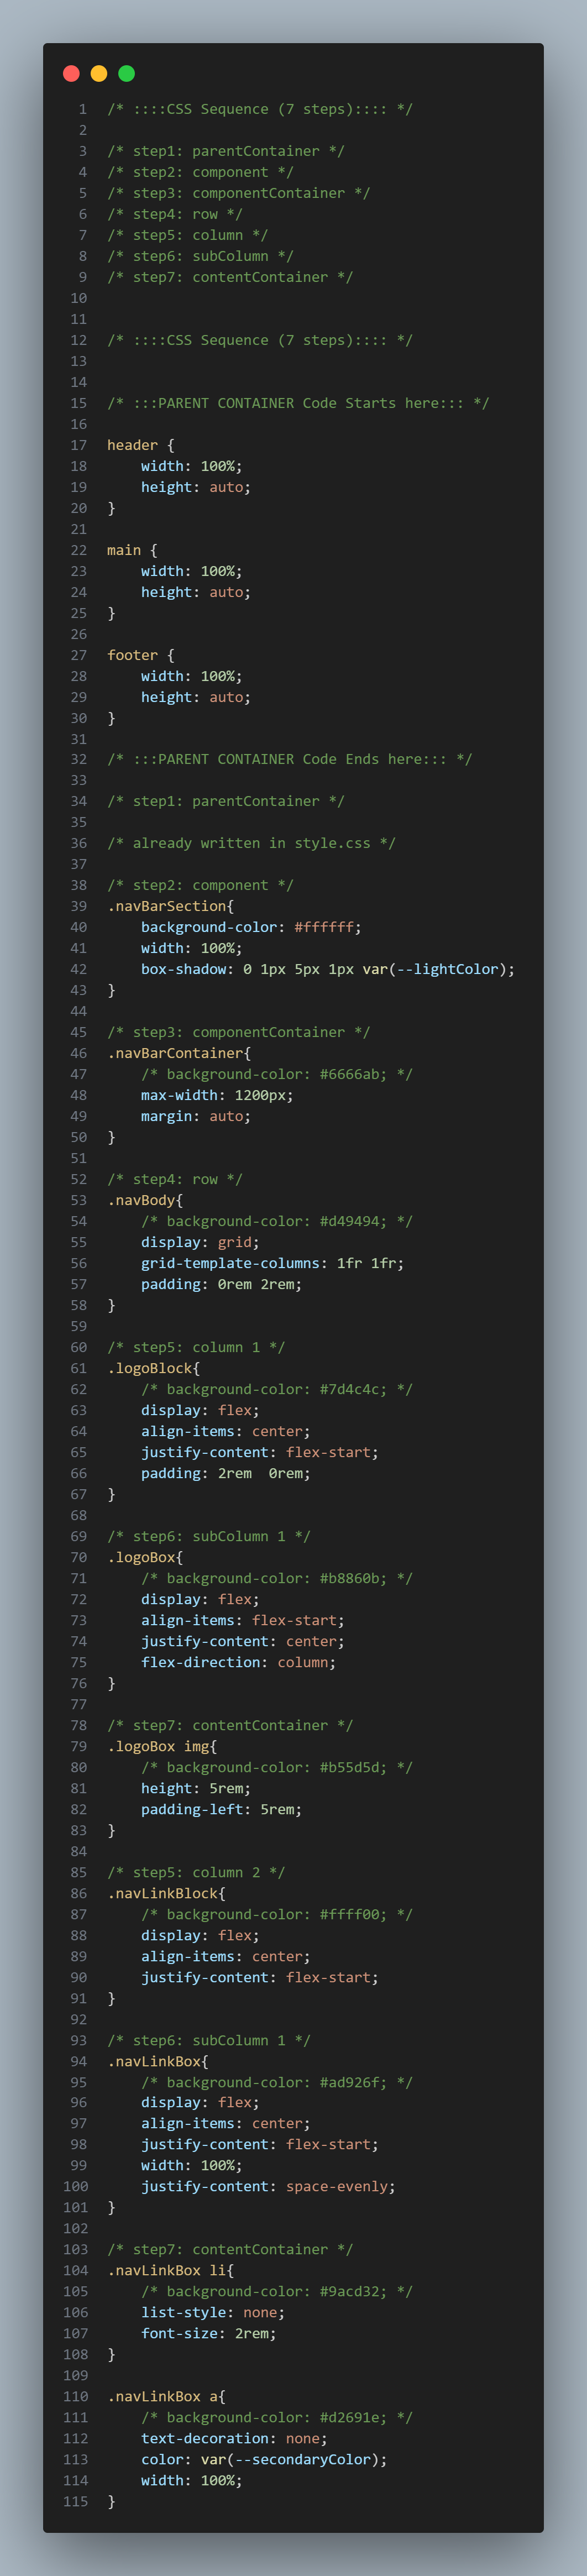 1 /* ::::CSS Sequence (7 steps):::: */
2
3 /* step1: parentContainer */
4 /* step2: component */
5 /* step3: componentContainer */
6 /* step4: row */
7 /* step5: column */
8 /* step6: subColumn */
9 /* step7: contentContainer */
10
11
12 /* ::::CSS Sequence (7 steps):::: */
13
14
15 /* :::PARENT CONTAINER Code Starts here::: */
16
17 header {
18     width: 100%;
19     height: auto;
20 }
21
22 main {
23     width: 100%;
24     height: auto;
25 }
26
27 footer {
28     width: 100%;
29     height: auto;
30 }
31
32 /* :::PARENT CONTAINER Code Ends here::: */
33
34 /* step1: parentContainer */
35
36 /* already written in style.css */
37
38 /* step2: component */
39 .navBarSection{
40     background-color: #ffffff;
41     width: 100%;
42     box-shadow: 0 1px 5px 1px var(--lightColor);
43 }
44
45 /* step3: componentContainer */
46 .navBarContainer{
47     /* background-color: #6666ab; */
48     max-width: 1200px;
49     margin: auto;
50 }
51
52 /* step4: row */
53 .navBody{
54     /* background-color: #d49494; */
55     display: grid;
56     grid-template-columns: 1fr 1fr;
57     padding: 0rem 2rem;
58 }
59
60 /* step5: column 1 */
61 .logoBlock{
62     /* background-color: #7d4c4c; */
63     display: flex;
64     align-items: center;
65     justify-content: flex-start;
66     padding: 2rem  0rem;
67 }
68
69 /* step6: subColumn 1 */
70 .logoBox{
71     /* background-color: #b8860b; */
72     display: flex;
73     align-items: flex-start;
74     justify-content: center;
75     flex-direction: column;
76 }
77
78 /* step7: contentContainer */
79 .logoBox img{
80     /* background-color: #b55d5d; */
81     height: 5rem;
82     padding-left: 5rem;
83 }
84
85 /* step5: column 2 */
86 .navLinkBlock{
87     /* background-color: #ffff00; */
88     display: flex;
89     align-items: center;
90     justify-content: flex-start;
91 }
92
93 /* step6: subColumn 1 */
94 .navLinkBox{
95     /* background-color: #ad926f; */
96     display: flex;
97     align-items: center;
98     justify-content: flex-start;
99     width: 100%;
100     justify-content: space-evenly;
101 }
102
103 /* step7: contentContainer */
104 .navLinkBox li{
105     /* background-color: #9acd32; */
106     list-style: none;
107     font-size: 2rem;
108 }
109
110 .navLinkBox a{
111     /* background-color: #d2691e; */
112     text-decoration: none;
113     color: var(--secondaryColor);
114     width: 100%;
115 }